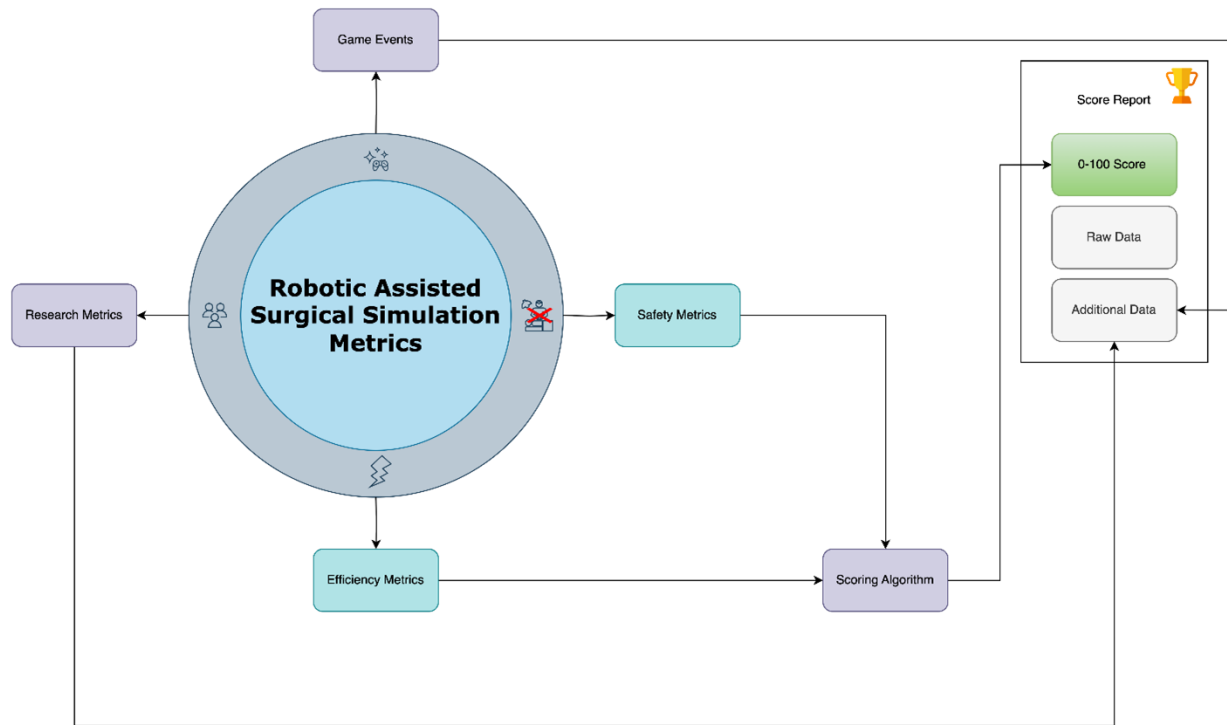 Game Events
Score Report
0-100 Score
Raw Data
Additional Data
Robotic Assisted
Surgical Simulation
Metrics
Research Metrics
Safety Metrics
Efficiency Metrics
Scoring Algorithm